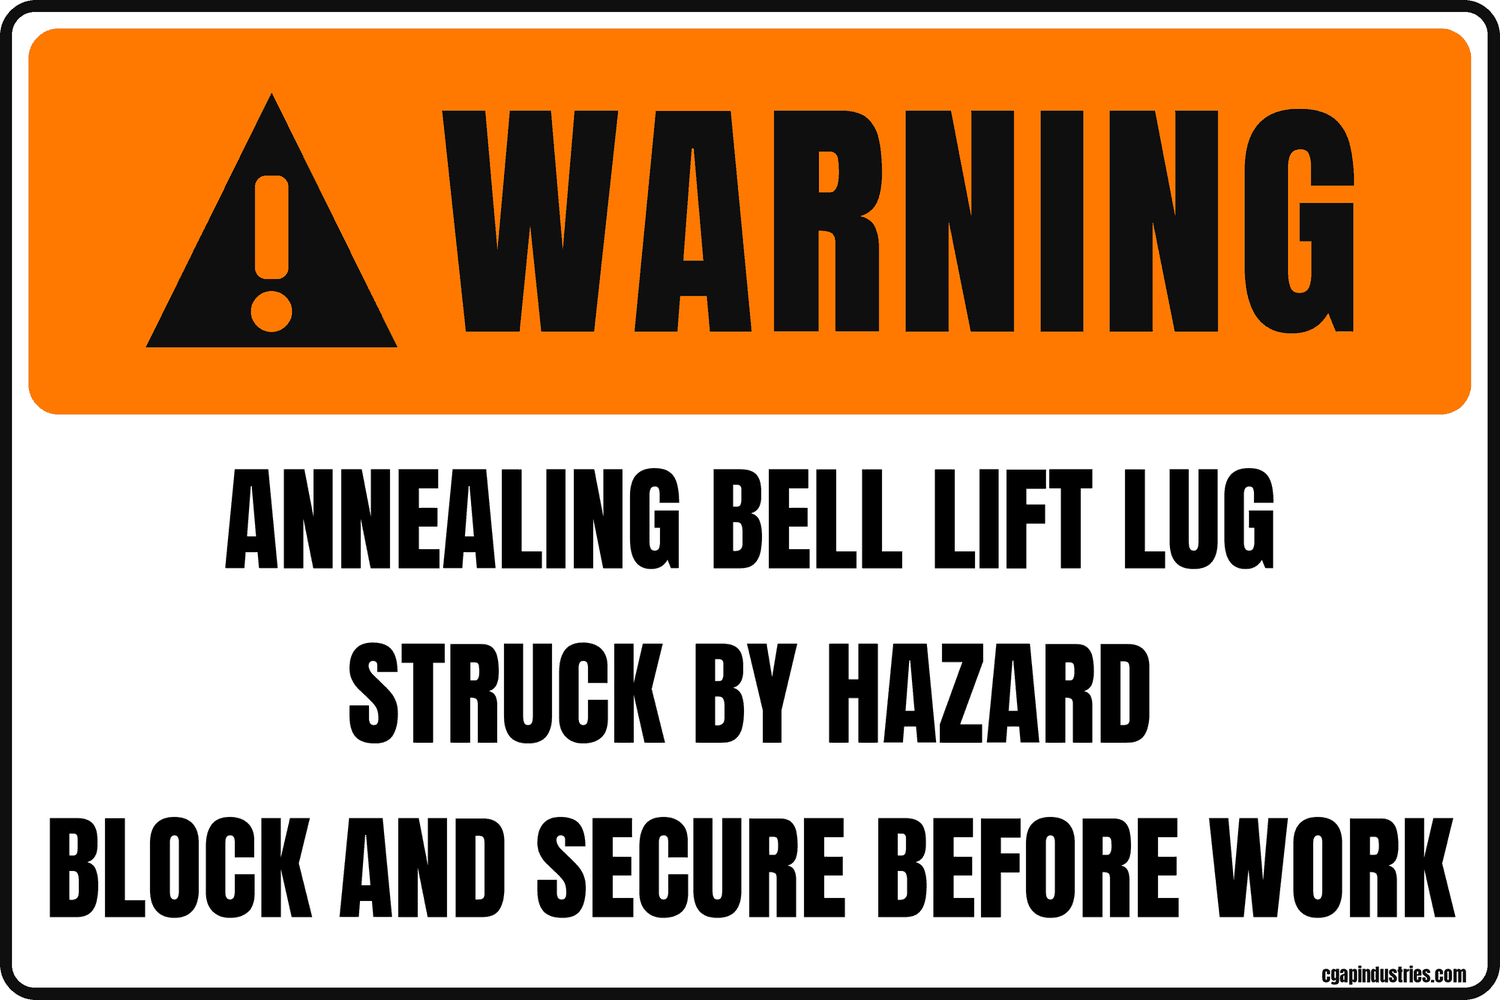 WARNING
ANNEALING BELL LIFT LUG
STRUCK BY HAZARD
BLOCK AND SECURE BEFORE WORK
cgapindustries.com